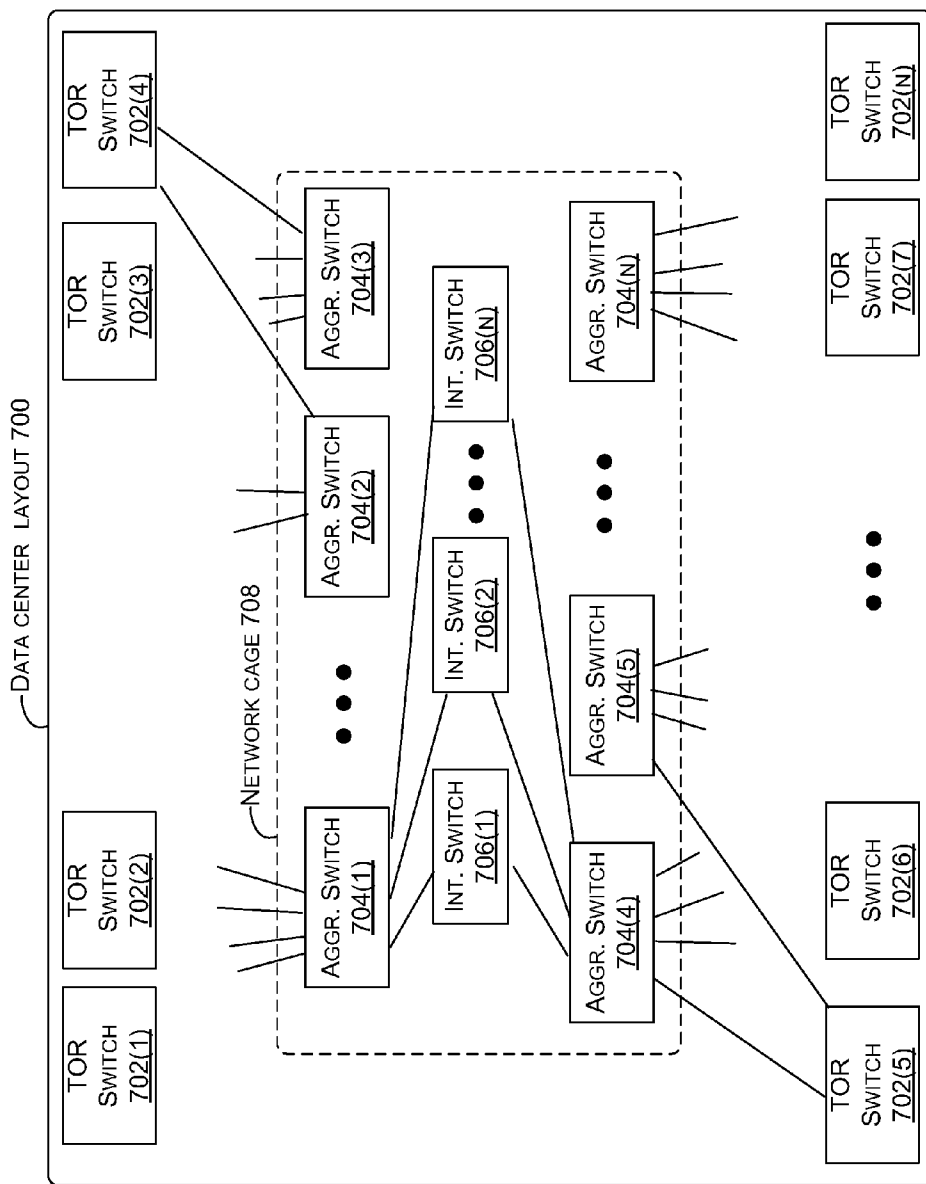 DATA CENTER LAYOUT 700
TOR
SWITCH
702(1)
TOR
SWITCH
702(2)
TOR
SWITCH
702(3)
TOR
SWITCH
702(4)
NETWORK CAGE 708
AGGR. SWITCH
704(1)
AGGR. SWITCH
704(2)
AGGR. SWITCH
704(3)
INT. SWITCH
706(1)
INT. SWITCH
706(2)
INT. SWITCH
706(N)
AGGR. SWITCH
704(4)
AGGR. SWITCH
704(5)
AGGR. SWITCH
704(N)
TOR
SWITCH
702(5)
TOR
SWITCH
702(6)
TOR
SWITCH
702(7)
TOR
SWITCH
702(N)